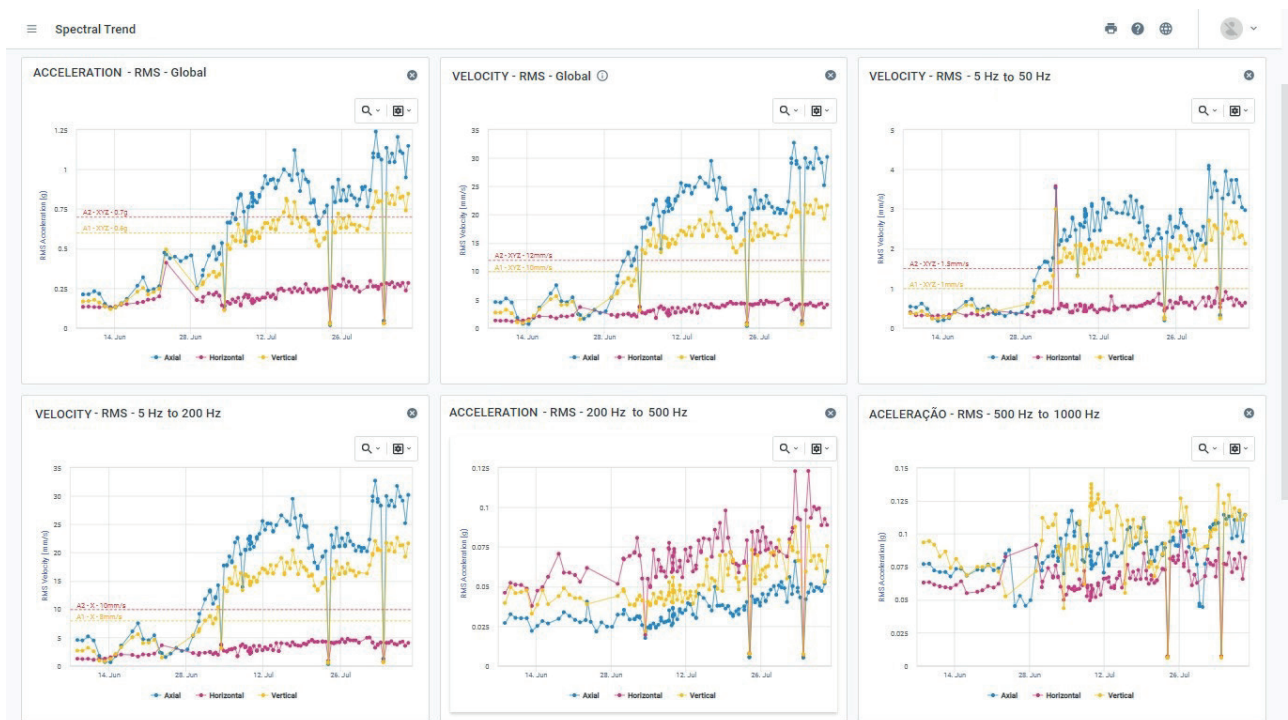 Spectral Trend
ACCELERATION - RMS - Global
1.25
1
0.75
0.5
0.25
0
RMS Acceleration [g]
A2 - XYZ - 0.7g
A1 - XYZ - 0.6g
14. Jun
28. Jun
12. Jul
26. Jul
Axial Horizontal Vertical
VELOCITY - RMS - Global
35
30
25
20
15
10
5
0
RMS Velocity (mm/s)
A2 - XYZ - 12mm/s
A1 - XYZ - 10mm/s
14. Jun
28. Jun
12. Jul
26. Jul
Axial Horizontal Vertical
VELOCITY - RMS - 5 Hz to 50 Hz
5
4
3
2
1
0
RMS Velocity (mm/s)
A2 - XYZ - 1.5mm/s
A1 - XYZ - 1mm/s
14. Jun
28. Jun
12. Jul
26. Jul
Axial Horizontal Vertical
VELOCITY - RMS - 5 Hz to 200 Hz
35
30
25
20
15
10
5
0
RMS Velocity (mm/s)
A2 - X - 10mm/s
A1 - X - 8mm/s
14. Jun
28. Jun
12. Jul
26. Jul
Axial Horizontal Vertical
ACCELERATION - RMS - 200 Hz to 500 Hz
0.125
0.1
0.075
0.05
0.025
0
RMS Acceleration [g]
14. Jun
28. Jun
12. Jul
26. Jul
Axial Horizontal Vertical
ACELERAÇÃO - RMS - 500 Hz to 1000 Hz
0.15
0.125
0.1
0.075
0.05
0.025
0
RMS Acceleration [g]
14. Jun
28. Jun
12. Jul
26. Jul
Axial Horizontal Vertical